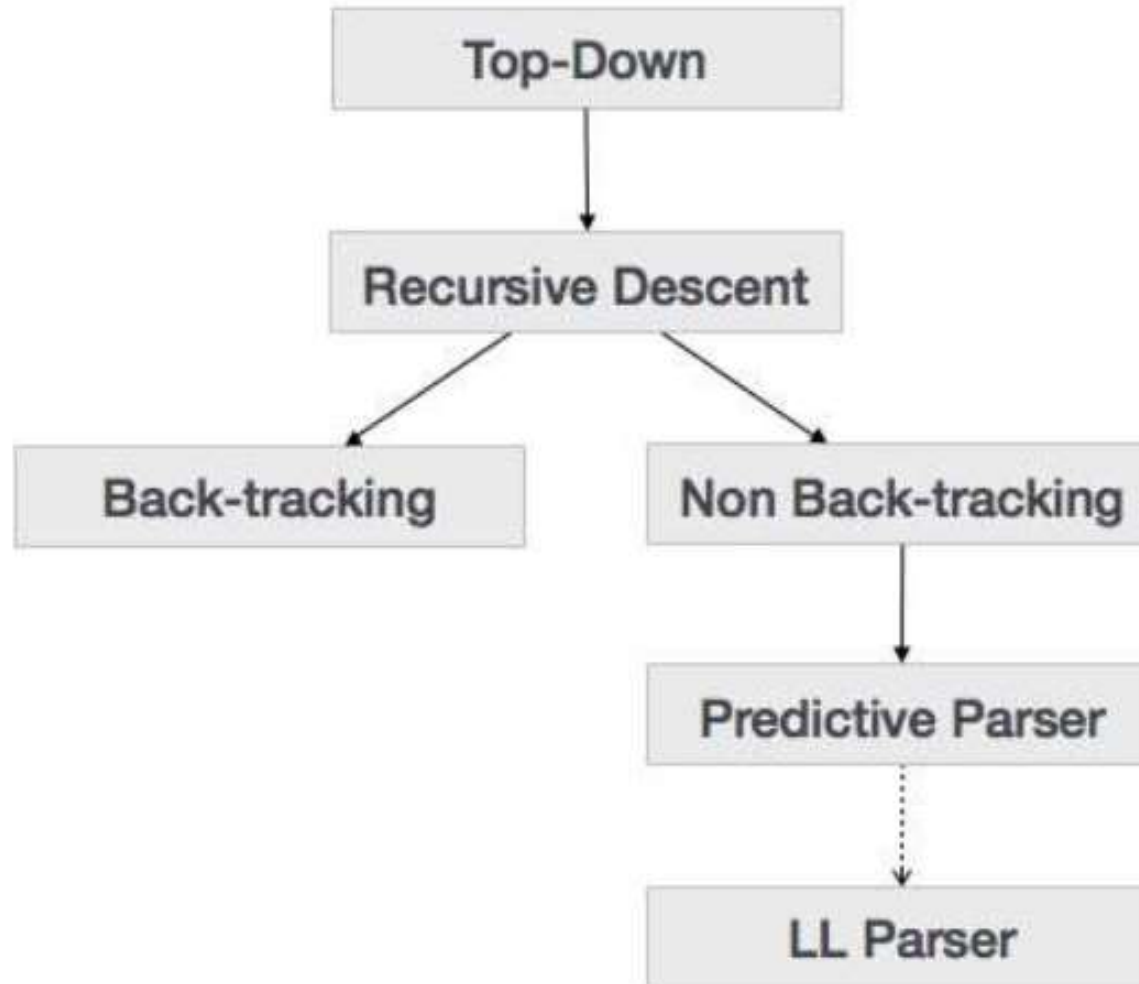 Top-Down
Recursive Descent
Back-tracking
Non Back-tracking
Predictive Parser
LL Parser